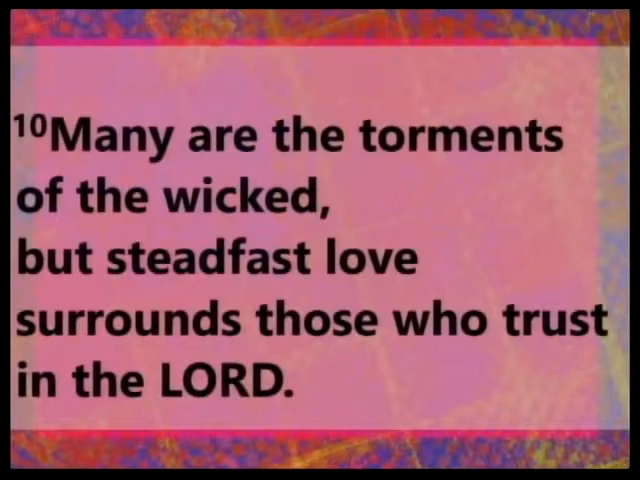 ¹⁰Many are the torments
of the wicked,
but steadfast love
surrounds those who trust
in the LORD.